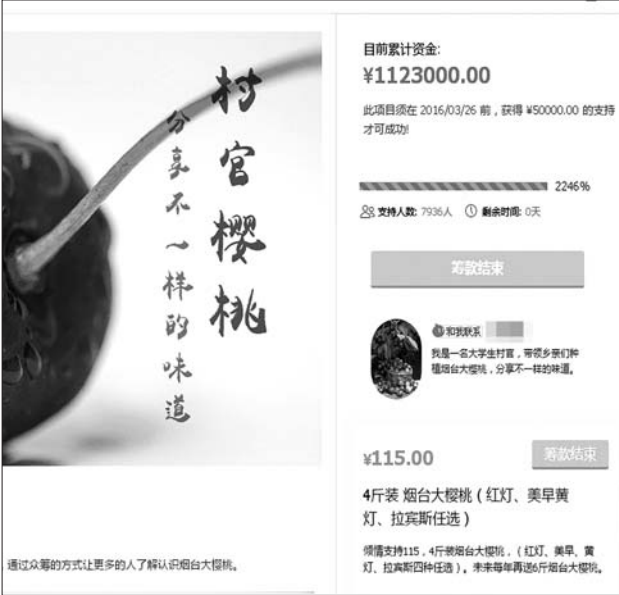 村官樱桃
分享不一样的味道
通过众筹的方式让更多的人了解认识烟台大樱桃。
目前累计资金:
¥1123000.00
此项目须在 2016/03/26 前，获得 ¥50000.00 的支持
才可成功!
2246%
支持人数: 7936人 剩余时间: 0天
筹款结束
和我联系
我是一名大学生村官，带领乡亲们种
植烟台大樱桃，分享不一样的味道。
¥115.00
筹款结束
4斤装 烟台大樱桃（红灯、美早黄
灯、拉宾斯任选）
倾情支持115，4斤装烟台大樱桃，（红灯、美早、黄
灯、拉宾斯四种任选）。未来每年再送6斤烟台大樱桃。